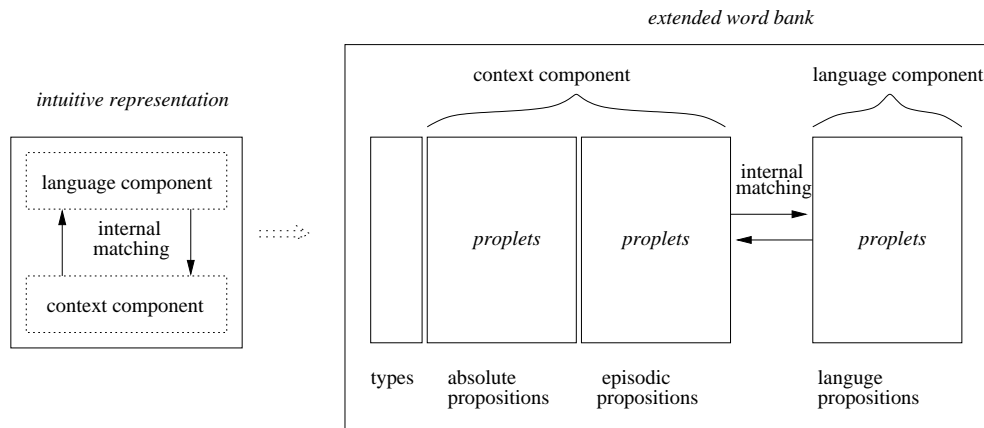 extended word bank
intuitive representation
language component
internal
matching
context component
context component
language component
internal
matching
proplets
proplets
proplets
types
absolute
propositions
episodic
propositions
languge
propositions